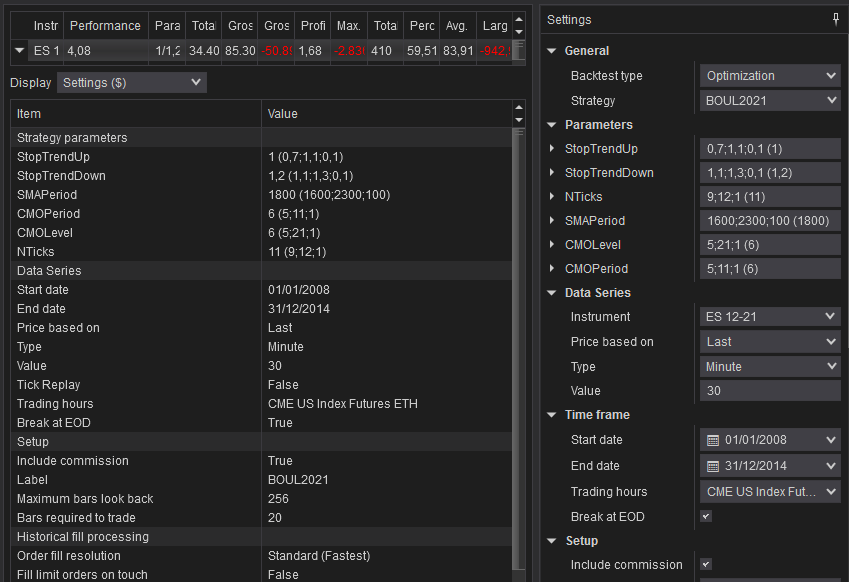 Instr Performance Para Total Gros Gros Profi Max. Total Perc Avg. Larg
ES 1 4,08 1/1,2 34.40 85.30 -50.8 1,68 -2.83 410 59,51 83,91 -942,
Display Settings ($)
Item Value
Strategy parameters
StopTrendUp 1 (0,7;1,1;0,1)
StopTrendDown 1,2 (1,1;1,3;0,1)
SMAPeriod 1800 (1600;2300;100)
CMOPeriod 6 (5;11;1)
CMOLevel 6 (5;21;1)
NTicks 11 (9;12;1)
Data Series
Start date 01/01/2008
End date 31/12/2014
Price based on Last
Type Minute
Value 30
Tick Replay False
Trading hours CME US Index Futures ETH
Break at EOD True
Setup
Include commission True
Label BOUL2021
Maximum bars look back 256
Bars required to trade 20
Historical fill processing
Order fill resolution Standard (Fastest)
Fill limit orders on touch False
Settings
General
Backtest type Optimization
Strategy BOUL2021
Parameters
StopTrendUp 0,7;1,1;0,1 (1)
StopTrendDown 1,1;1,3;0,1 (1,2)
NTicks 9;12;1 (11)
SMAPeriod 1600;2300;100 (1800)
CMOLevel 5;21;1 (6)
CMOPeriod 5;11;1 (6)
Data Series
Instrument ES 12-21
Price based on Last
Type Minute
Value 30
Time frame
Start date 01/01/2008
End date 31/12/2014
Trading hours CME US Index Fut...
Break at EOD
Setup
Include commission